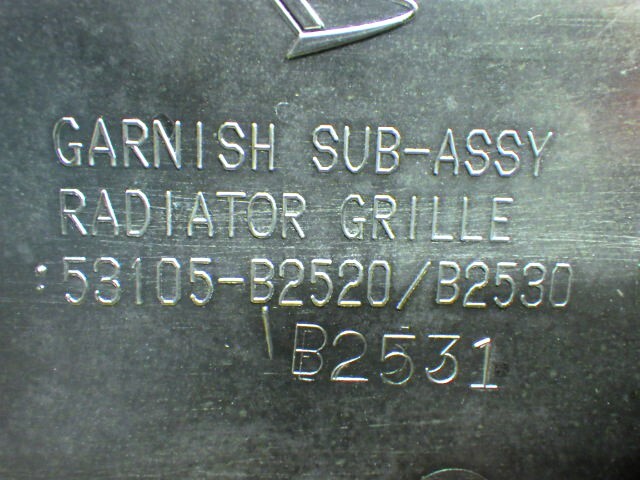 GARNISH SUB-ASSY
RADIATOR GRILLE
:53105-B2520/B2530
B2531